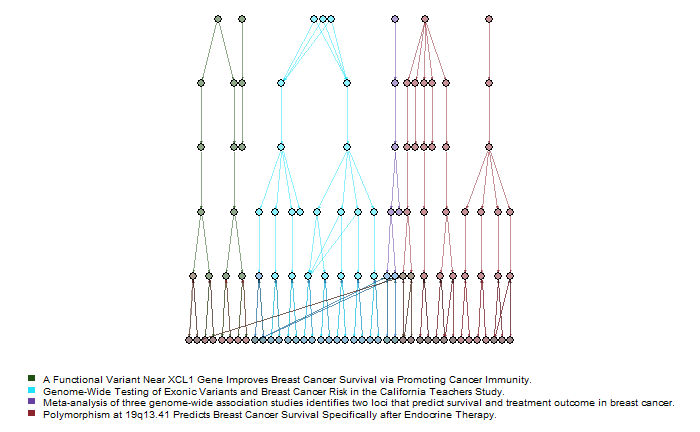 A Functional Variant Near XCL1 Gene Improves Breast Cancer Survival via Promoting Cancer Immunity.
Genome-Wide Testing of Exonic Variants and Breast Cancer Risk in the California Teachers Study.
Meta-analysis of three genome-wide association studies identifies two loci that predict survival and treatment outcome in breast cancer.
Polymorphism at 19q13.41 Predicts Breast Cancer Survival Specifically after Endocrine Therapy.